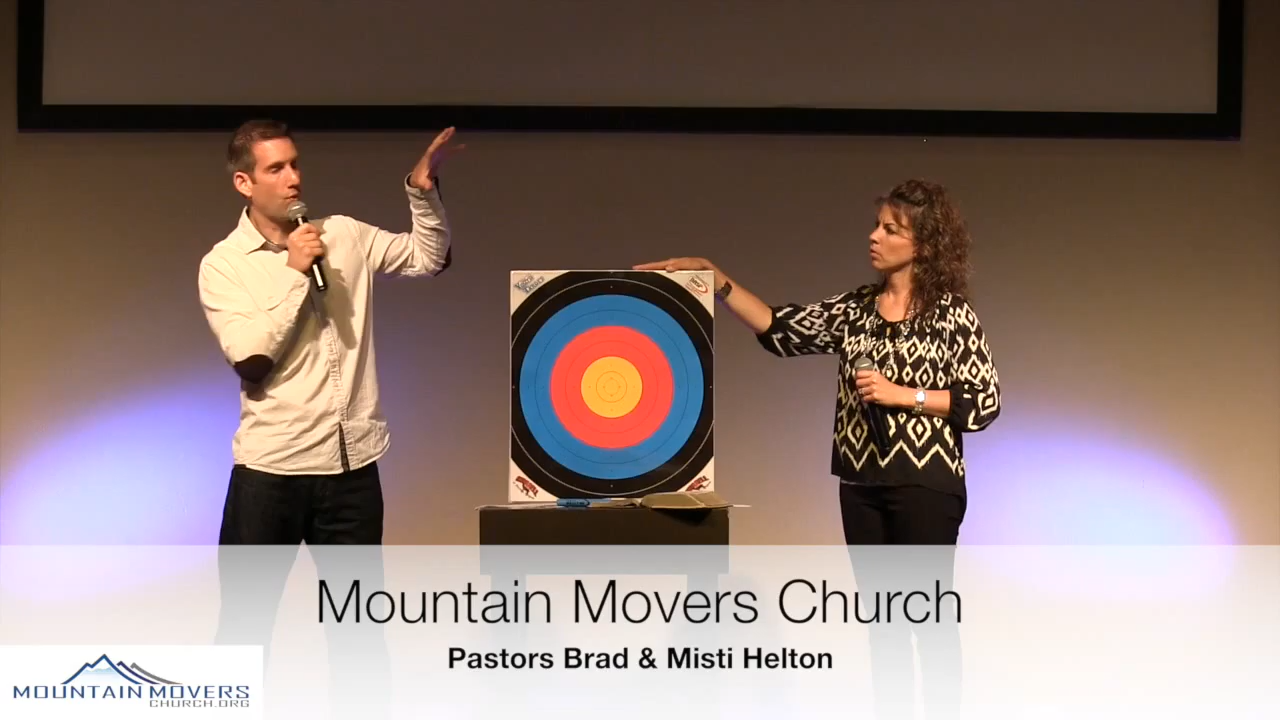 Mountain Movers Church
Pastors Brad & Misti Helton
MOUNTAIN MOVERS
CHURCH.ORG